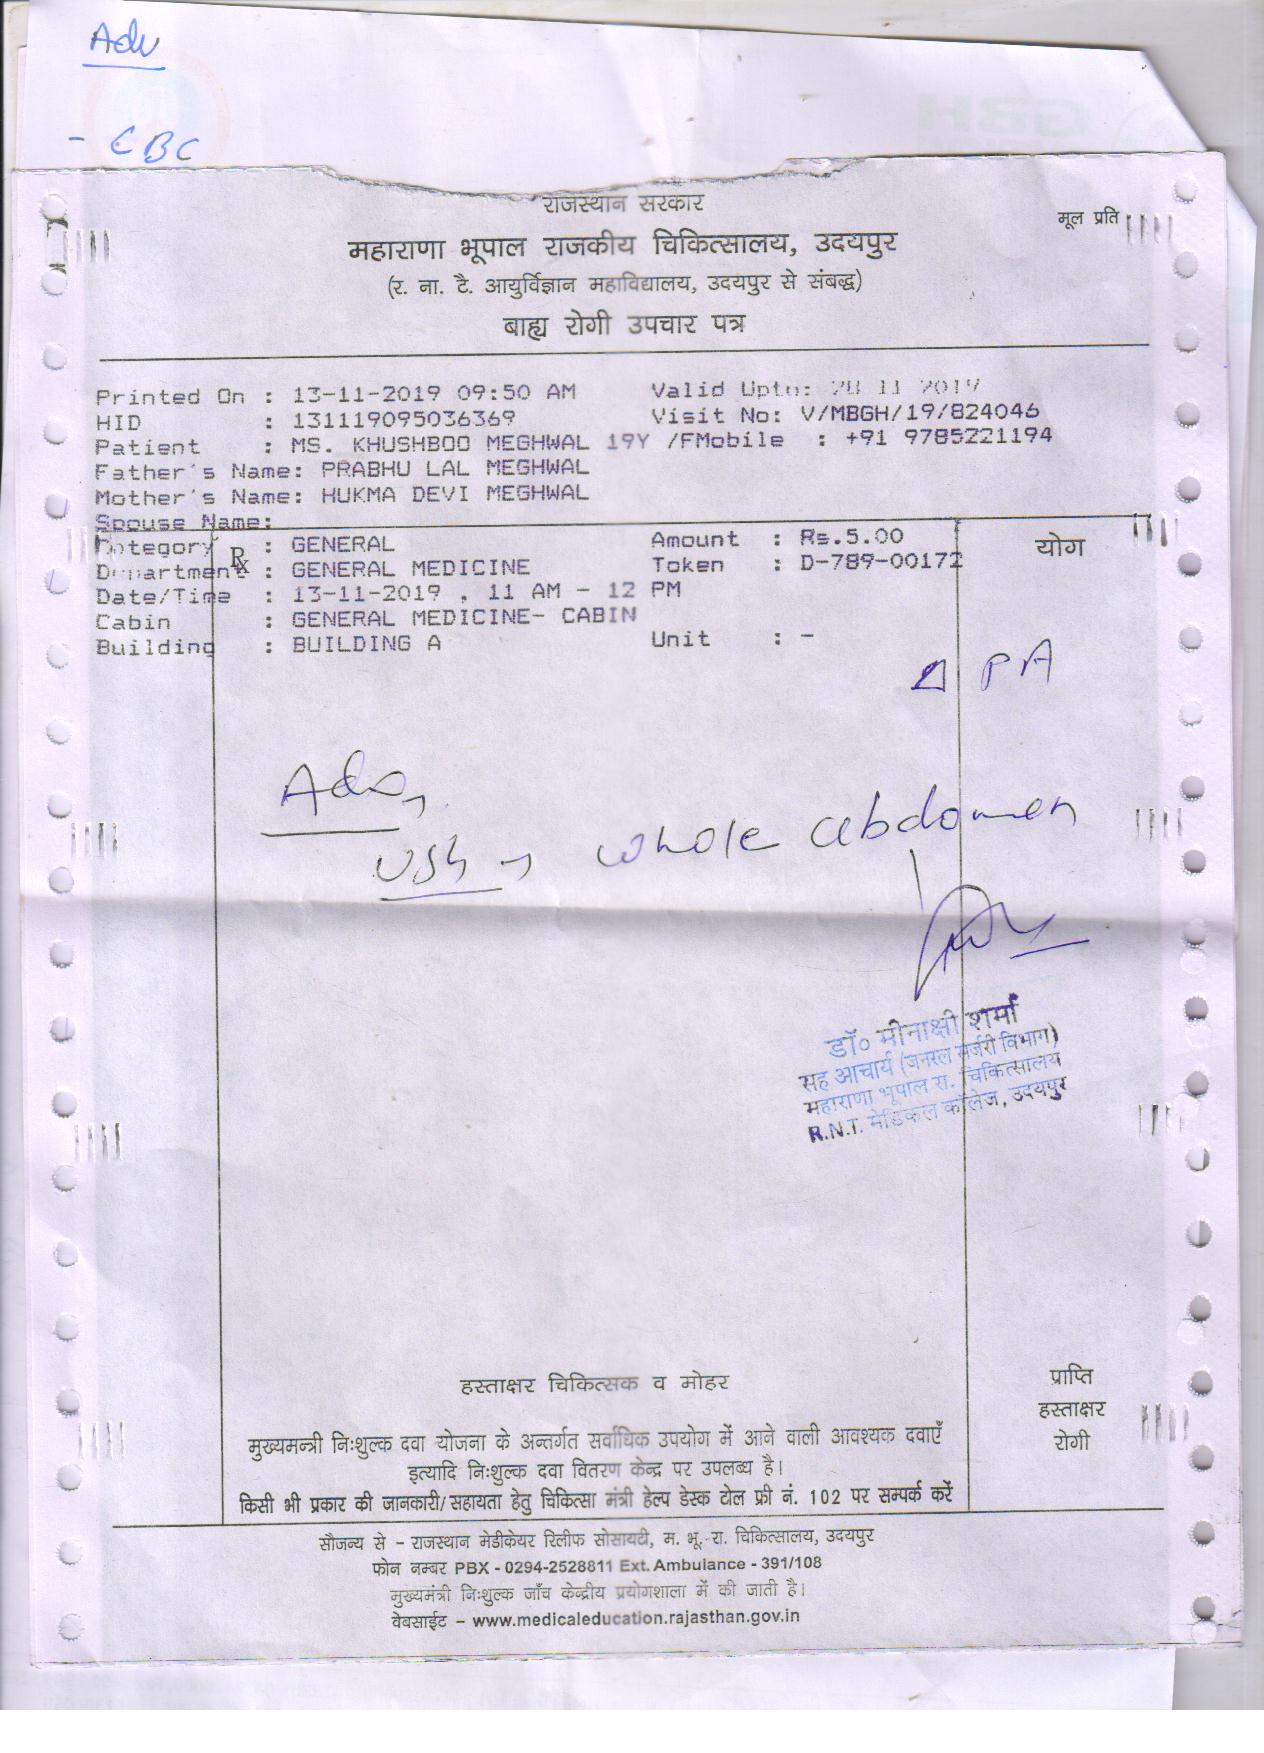 Adv
- CBC
राजस्थान सरकार
मूल प्रति
महाराणा भूपाल राजकीय चिकित्सालय, उदयपुर
(र. ना. टै. आयुर्विज्ञान महाविद्यालय, उदयपुर से संबद्ध)
बाह्य रोगी उपचार पत्र
Printed On : 13-11-2019 09:50 AM Valid Upto: 28 11 2019
HID : 131119095036369 Visit No: V/MBGH/19/824046
Patient : MS. KHUSHBOO MEGHWAL 19Y /FMobile : +91 9785221194
Father's Name: PRABHU LAL MEGHWAL
Mother's Name: HUKMA DEVI MEGHWAL
Spouse Name:
Category : GENERAL Amount : Rs.5.00
Rx
योग
Department : GENERAL MEDICINE Token : D-789-00172
Date/Time : 13-11-2019 , 11 AM - 12 PM
Cabin : GENERAL MEDICINE- CABIN
Building : BUILDING A Unit : -
PA
Adv,
USG → whole abdomen
डॉ० मीनाक्षी शर्मा
सह आचार्य (जनरल सर्जरी विभाग)
महाराणा भूपाल रा. चिकित्सालय
R.N.T. मेडिकल कॉलेज, उदयपुर
हस्ताक्षर चिकित्सक व मोहर
प्राप्ति
हस्ताक्षर
रोगी
मुख्यमन्त्री निःशुल्क दवा योजना के अन्तर्गत सर्वाधिक उपयोग में आने वाली आवश्यक दवाएँ
इत्यादि निःशुल्क दवा वितरण केन्द्र पर उपलब्ध है।
किसी भी प्रकार की जानकारी/सहायता हेतु चिकित्सा मंत्री हेल्प डेस्क टोल फ्री नं. 102 पर सम्पर्क करें
सौजन्य से - राजस्थान मेडीकेयर रिलीफ सोसायटी, म. भू. रा. चिकित्सालय, उदयपुर
फोन नम्बर PBX - 0294-2528811 Ext. Ambulance - 391/108
मुख्यमंत्री निःशुल्क जाँच केन्द्रीय प्रयोगशाला में की जाती है।
वेबसाईट - www.medicaleducation.rajasthan.gov.in